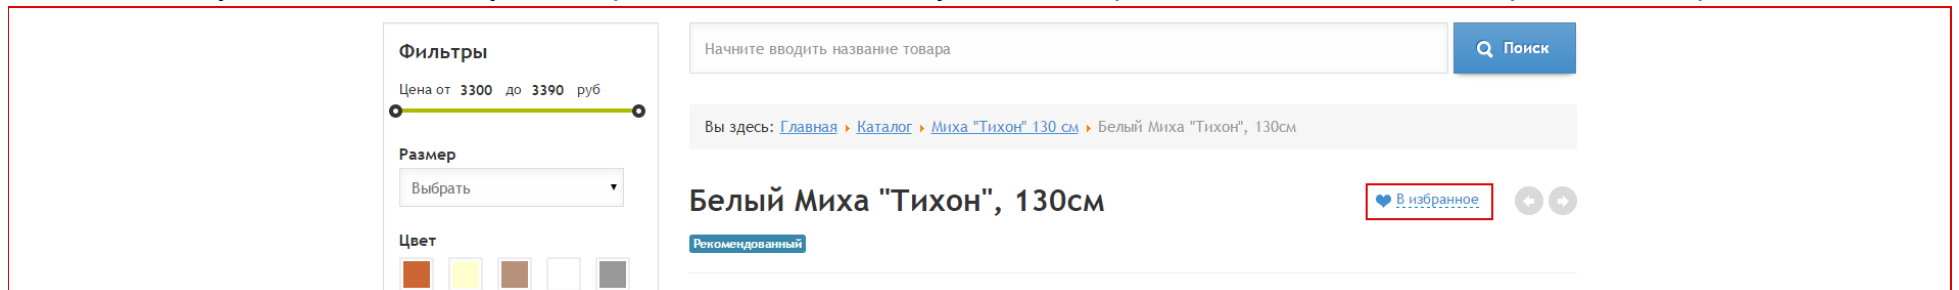 Фильтры
Цена от 3300 до 3390 руб
Размер
Выбрать
Цвет
Начните вводить название товара
Поиск
Вы здесь: Главная Каталог Миха "Тихон" 130 см Белый Миха "Тихон", 130см
Белый Миха "Тихон", 130см
В избранное
Рекомендованный